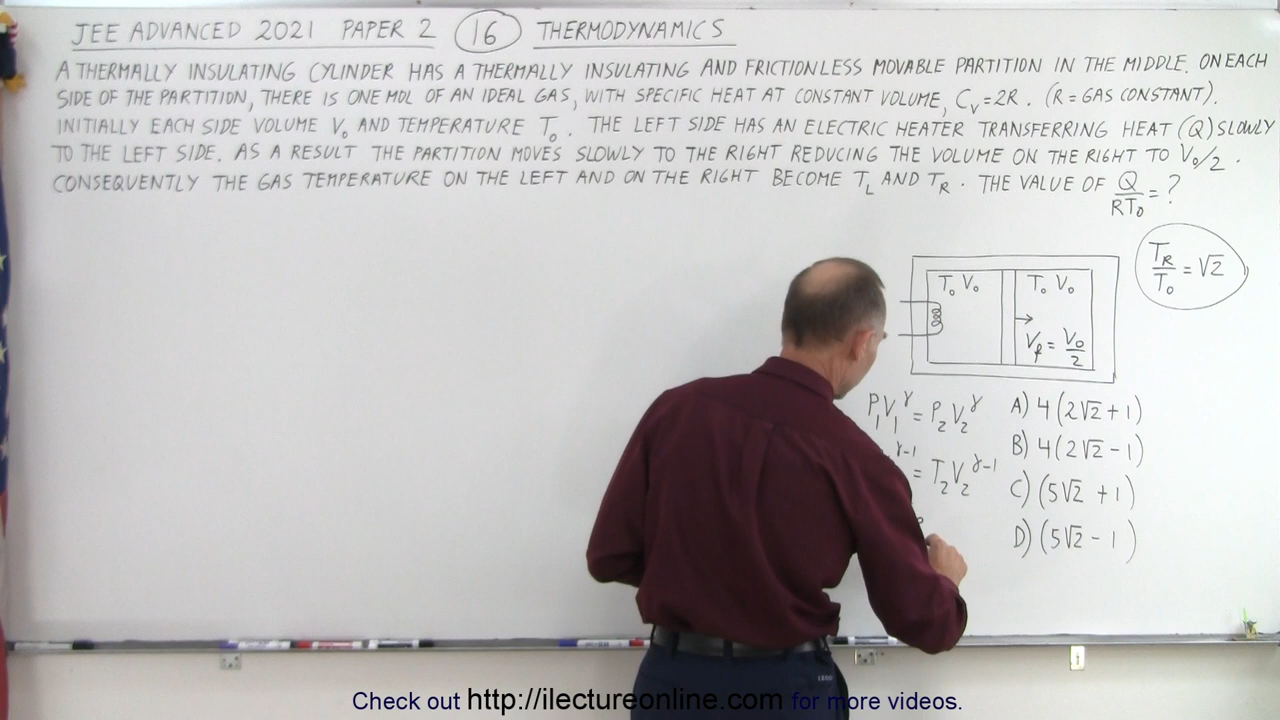 JEE ADVANCED 2021 PAPER 2 16 THERMODYNAMICS
A THERMALLY INSULATING CYLINDER HAS A THERMALLY INSULATING AND FRICTIONLESS MOVABLE PARTITION IN THE MIDDLE. ON EACH
SIDE OF THE PARTITION, THERE IS ONE MOL OF AN IDEAL GAS, WITH SPECIFIC HEAT AT CONSTANT VOLUME, C_V=2R. (R=GAS CONSTANT).
INITIALLY EACH SIDE VOLUME V₀ AND TEMPERATURE T₀. THE LEFT SIDE HAS AN ELECTRIC HEATER TRANSFERRING HEAT (Q) SLOWLY
TO THE LEFT SIDE. AS A RESULT THE PARTITION MOVES SLOWLY TO THE RIGHT REDUCING THE VOLUME ON THE RIGHT TO V₀/2.
CONSEQUENTLY THE GAS TEMPERATURE ON THE LEFT AND ON THE RIGHT BECOME T_L AND T_R. THE VALUE OF Q/RT₀ = ?
T_R/T₀ = √2
T₀ V₀ T₀ V₀
V_f = V₀/2
P₁V₁^γ = P₂V₂^γ
γ-1 = T₂V₂^γ-1
A) 4(2√2+1)
B) 4(2√2-1)
C) (5√2+1)
D) (5√2-1)
LEVI'S
Check out http://ilectureonline.com for more videos.